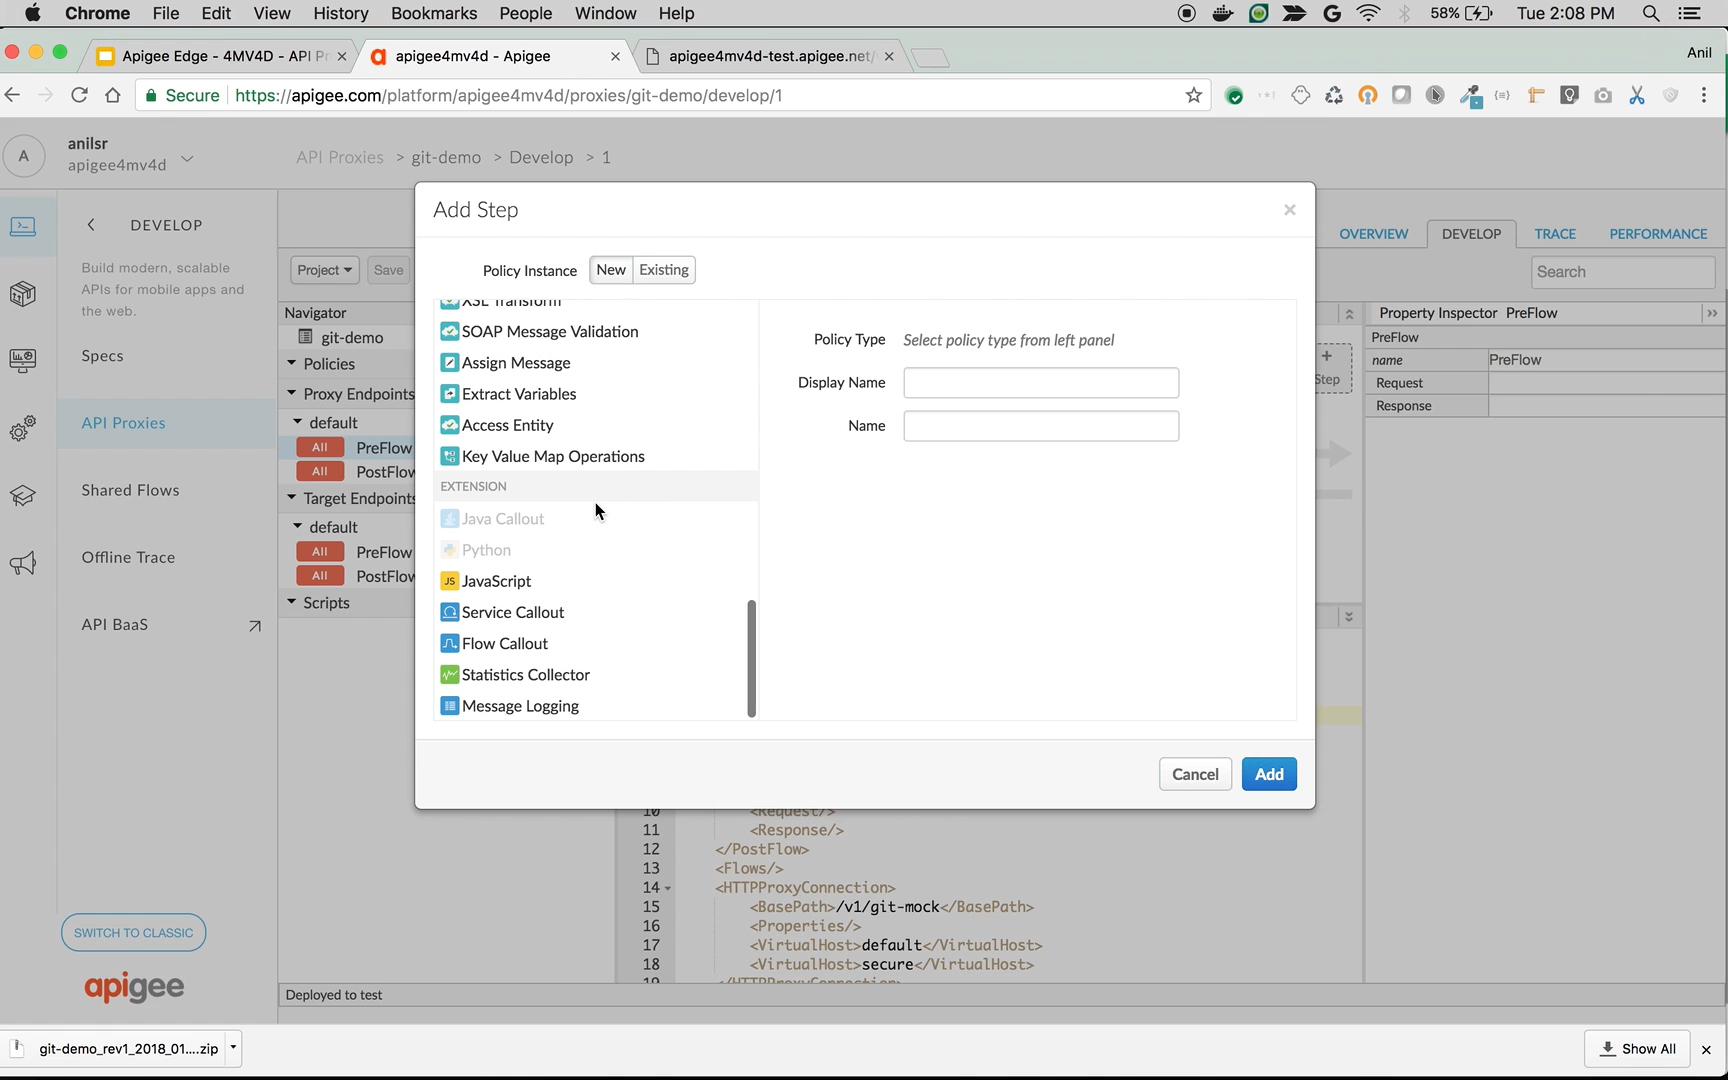 Chrome File Edit View History Bookmarks People Window Help 58% Tue 2:08 PM
Apigee Edge - 4MV4D - API Pr
apigee4mv4d - Apigee
apigee4mv4d-test.apigee.net/
Anil
Secure https://apigee.com/platform/apigee4mv4d/proxies/git-demo/develop/1
A
anilsr
apigee4mv4d
API Proxies > git-demo > Develop > 1
DEVELOP
Build modern, scalable
APIs for mobile apps and
the web.
Specs
API Proxies
Shared Flows
Offline Trace
API BaaS
SWITCH TO CLASSIC
apigee
Project
Save
OVERVIEW
DEVELOP
TRACE
PERFORMANCE
Search
Navigator
git-demo
Policies
Proxy Endpoints
default
All PreFlow
All PostFlow
Target Endpoints
default
All PreFlow
All PostFlow
Scripts
Add Step
×
Policy Instance New Existing
XSL Transform
SOAP Message Validation
Assign Message
Extract Variables
Access Entity
Key Value Map Operations
EXTENSION
Java Callout
Python
JS JavaScript
Service Callout
Flow Callout
Statistics Collector
Message Logging
Policy Type Select policy type from left panel
Display Name
Name
Cancel
Add
+
Step
Property Inspector PreFlow
PreFlow
name PreFlow
Request
Response
10 <Request/>
11 <Response/>
12 </PostFlow>
13 <Flows/>
14 <HTTPProxyConnection>
15 <BasePath>/v1/git-mock</BasePath>
16 <Properties/>
17 <VirtualHost>default</VirtualHost>
18 <VirtualHost>secure</VirtualHost>
19 </HTTPProxyConnection>
Deployed to test
git-demo_rev1_2018_01....zip
Show All